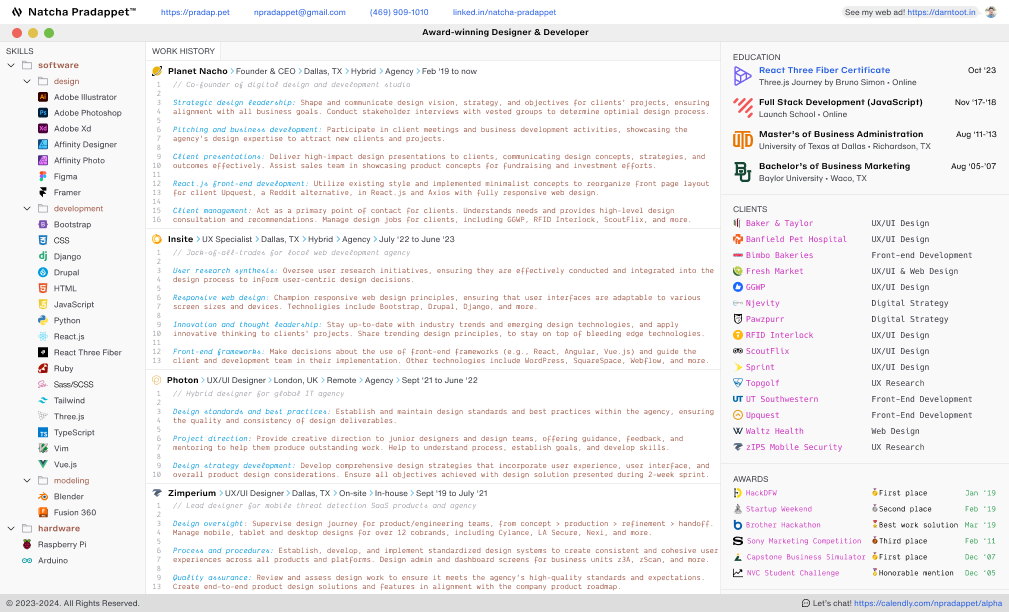 Natcha Pradappet™ https://pradap.pet npradappet@gmail.com (469) 909-1010 linked.in/natcha-pradappet See my web ad! https://darntoot.in
Award-winning Designer & Developer
SKILLS
software
design
Ai Adobe Illustrator
Ps Adobe Photoshop
Xd Adobe Xd
Affinity Designer
Affinity Photo
Figma
Framer
development
Bootstrap
CSS
dj Django
Drupal
HTML
JavaScript
Python
React.js
React Three Fiber
Ruby
Sass/SCSS
Tailwind
Three.js
TS TypeScript
Vim
Vue.js
modeling
Blender
Fusion 360
hardware
Raspberry Pi
Arduino
WORK HISTORY
Planet Nacho > Founder & CEO > Dallas, TX > Hybrid > Agency > Feb '19 to now
1 // Co-founder of digital design and development studio
2
3 Strategic design leadership: Shape and communicate design vision, strategy, and objectives for clients' projects, ensuring
4 alignment with all business goals. Conduct stakeholder interviews with vested groups to determine optimial design process.
5
6 Pitching and business development: Participate in client meetings and business development activities, showcasing the
7 agency's design expertise to attract new clients and projects.
8
9 Client presentations: Deliver high-impact design presentations to clients, communicating design concepts, strategies, and
10 outcomes effectively. Assist sales team in showcasing product concepts for fundraising and investment efforts.
11
12 React.js front-end development: Utilize existing style and implemented minimalist concepts to reorganize front page layout
13 for client Upquest, a Reddit alternative, in React.js and Axios with fully responsive web design.
14
15 Client management: Act as a primary point of contact for clients. Understands needs and provides high-level design
16 consultation and recommendations. Manage design jobs for clients, including GGWP, RFID Interlock, ScoutFlix, and more.
Insite > UX Specialist > Dallas, TX > Hybrid > Agency > July '22 to June '23
1 // Jack-of-all-trades for local web development agency
2
3 User research synthesis: Oversee user research initiatives, ensuring they are effectively conducted and integrated into the
4 design process to inform user-centric design decisions.
5
6 Responsive web design: Champion responsive web design principles, ensuring that user interfaces are adaptable to various
7 screen sizes and devices. Technoligies include Bootstrap, Drupal, Django, and more.
8
9 Innovation and thought leadership: Stay up-to-date with industry trends and emerging design technologies, and apply
10 innovative thinking to clients' projects. Share trending design principles, to stay on top of bleeding edge technologies.
11
12 Front-end frameworks: Make decisions about the use of front-end frameworks (e.g., React, Angular, Vue.js) and guide the
13 client and development team in their implementation. Other technologies include WordPress, SquareSpace, Webflow, and more.
Photon > UX/UI Designer > London, UK > Remote > Agency > Sept '21 to June '22
1 // Hybrid designer for global IT agency
2
3 Design standards and best practices: Establish and maintain design standards and best practices within the agency, ensuring
4 the quality and consistency of design deliverables.
5
6 Project direction: Provide creative direction to junior designers and design teams, offering guidance, feedback, and
7 mentoring to help them produce outstanding work. Help to understand process, establish goals, and develop skills.
8
9 Design strategy development: Develop comprehensive design strategies that incorporate user experience, user interface, and
10 overall product design considerations. Ensure all objectives achieved with design solution presented during 2-week sprint.
Zimperium > UX/UI Designer > Dallas, TX > On-site > In-house > Sept '19 to July '21
1 // Lead designer for mobile threat detection SaaS products and agency
2
3 Design oversight: Supervise design journey for product/engineering teams, from concept > production > refinement > handoff.
4 Manage mobile, tablet and desktop designs for over 12 cobrands, including Cylance, LA Secure, Nexi, and more.
5
6 Process and procedures: Establish, develop, and implement standardized design systems to create consistent and cohesive user
7 experiences across all products and platforms. Design admin and dashboard screens for business units z3A, zScan, and more.
8
9 Quality assurance: Review and assess design work to ensure it meets the agency's high-quality standards and expectations.
13 Create end-to-end product design solutions and features in alignment with the company product roadmap.
EDUCATION
React Three Fiber Certificate Oct '23
Three.js Journey by Bruno Simon • Online
Full Stack Development (JavaScript) Nov '17-'18
Launch School • Online
Master's of Business Administration Aug '11-'13
University of Texas at Dallas • Richardson, TX
Bachelor's of Business Marketing Aug '05-'07
Baylor University • Waco, TX
CLIENTS
Baker & Taylor UX/UI Design
Banfield Pet Hospital UX/UI Design
Bimbo Bakeries Front-end Development
Fresh Market UX/UI & Web Design
GGWP UX/UI Design
Njevity Digital Strategy
Pawzpurr Digital Strategy
RFID Interlock UX/UI Design
ScoutFlix UX/UI Design
Sprint UX/UI Design
Topgolf UX Research
UT UT Southwestern Front-End Development
Upquest Front-End Development
Waltz Health Web Design
zIPS Mobile Security UX Research
AWARDS
HackDFW First place Jan '19
Startup Weekend Second place Feb '19
Brother Hackathon Best work solution Mar '19
Sony Marketing Competition Third place Feb '11
Capstone Business Simulator First place Dec '07
NVC Student Challenge Honorable mention Dec '05
© 2023-2024. All Rights Reserved. Let's chat! https://calendly.com/npradappet/alpha